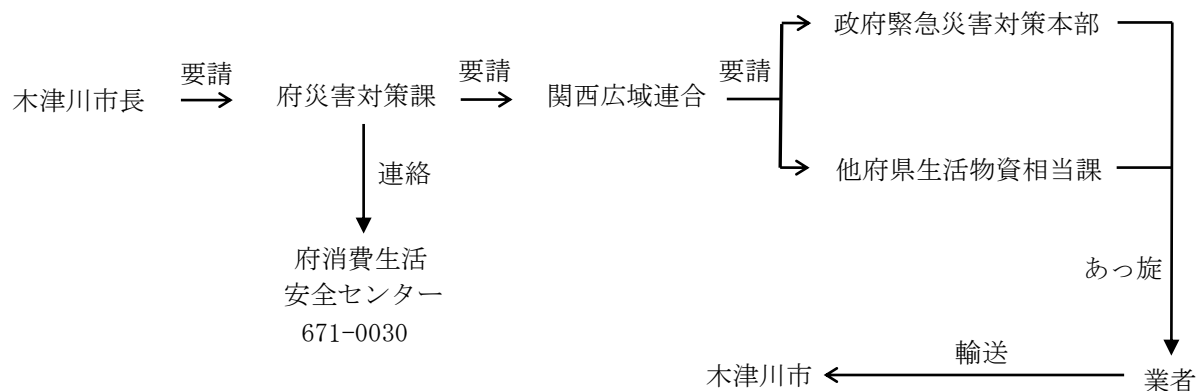 政府緊急災害対策本部
要請
要請
要請
木津川市長
府災害対策課
関西広域連合
連絡
他府県生活物資相当課
府消費生活
安全センター
671-0030
あっ旋
輸送
木津川市
業者